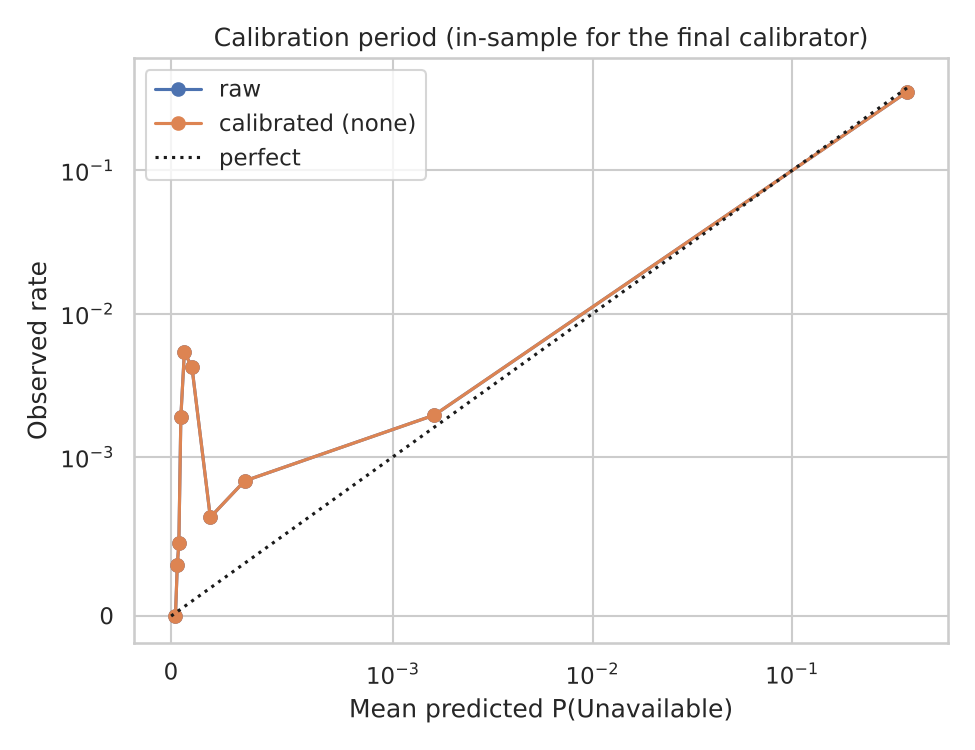 Calibration period (in-sample for the final calibrator)
raw
calibrated (none)
perfect
Observed rate
10⁻¹
10⁻²
10⁻³
0
0
10⁻³
10⁻²
10⁻¹
Mean predicted P(Unavailable)